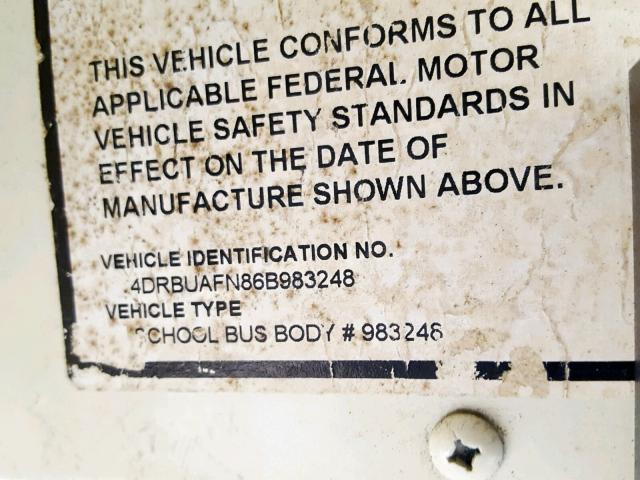 THIS VEHICLE CONFORMS TO ALL
APPLICABLE FEDERAL MOTOR
VEHICLE SAFETY STANDARDS IN
EFFECT ON THE DATE OF
MANUFACTURE SHOWN ABOVE.
VEHICLE IDENTIFICATION NO.
4DRBUAFN86B983248
VEHICLE TYPE
SCHOOL BUS BODY # 983248